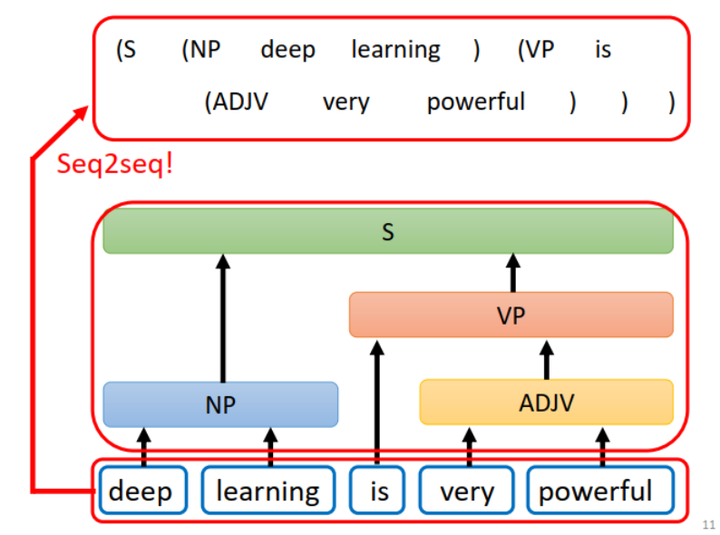 (S (NP deep learning ) (VP is
(ADJV very powerful ) ) )
Seq2seq!
S
VP
NP ADJV
deep learning is very powerful
11